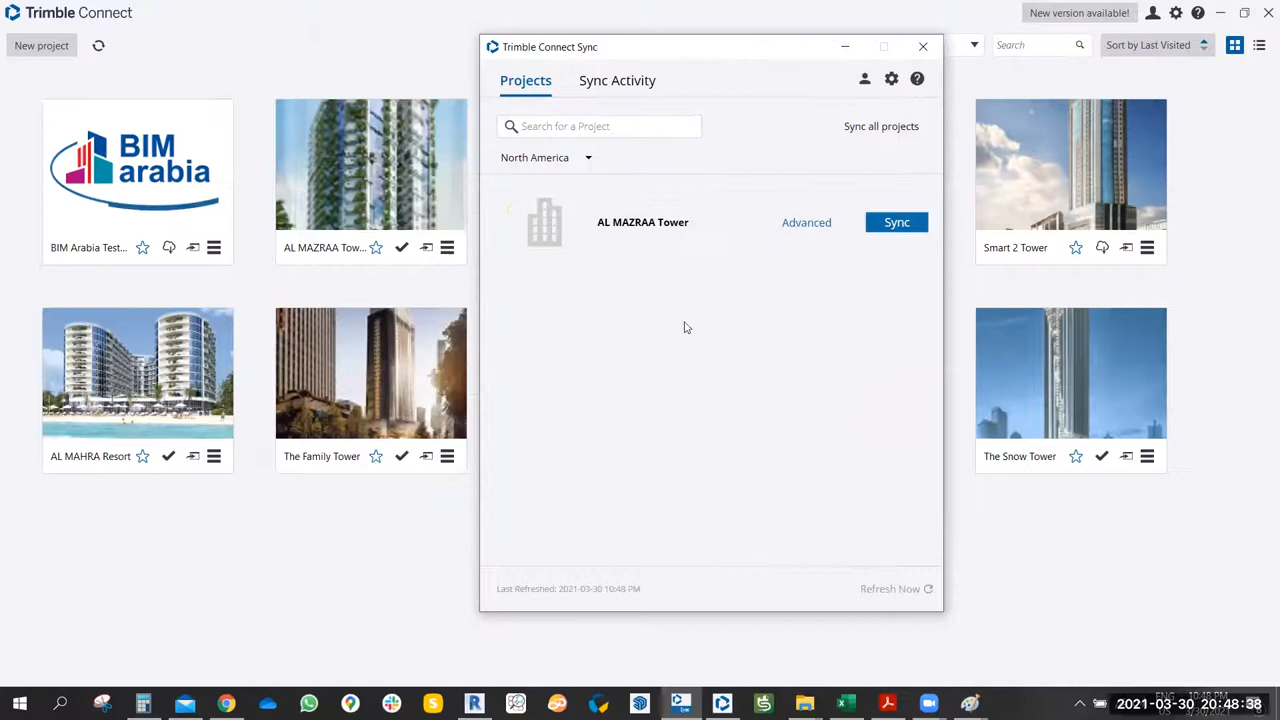 Trimble Connect
New version available!
New project
Search
Sort by Last Visited
BIM
arabia
BIM Arabia Test...
AL MAZRAA Tow...
Smart 2 Tower
AL MAHRA Resort
The Family Tower
The Snow Tower
Trimble Connect Sync
Projects
Sync Activity
Search for a Project
Sync all projects
North America
AL MAZRAA Tower
Advanced
Sync
Last Refreshed: 2021-03-30 10:48 PM
Refresh Now
2021-03-30 20:48:38